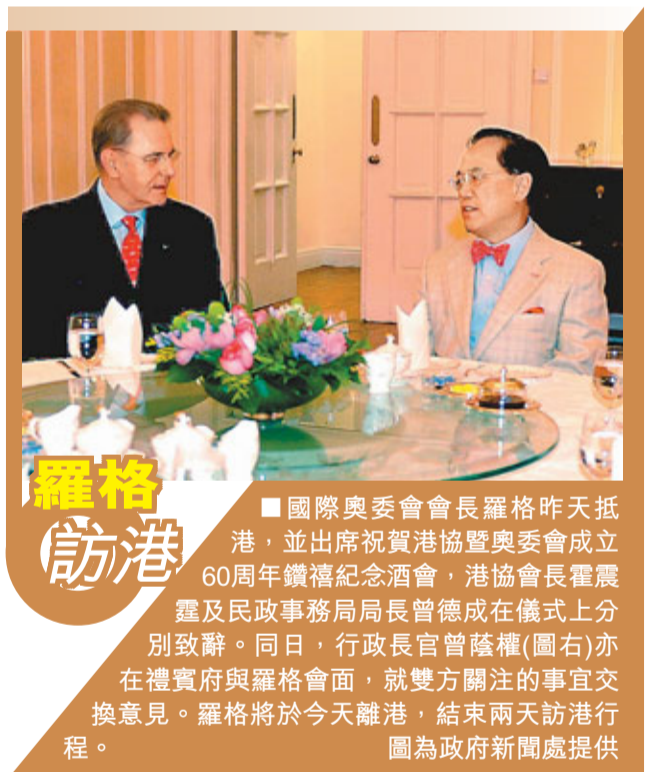 羅格
訪港
■國際奧委會會長羅格昨天抵
港，並出席祝賀港協暨奧委會成立
60周年鑽禧紀念酒會，港協會長霍震
霆及民政事務局局長曾德成在儀式上分
別致辭。同日，行政長官曾蔭權(圖右)亦
在禮賓府與羅格會面，就雙方關注的事宜交
換意見。羅格將於今天離港，結束兩天訪港行
程。 圖為政府新聞處提供